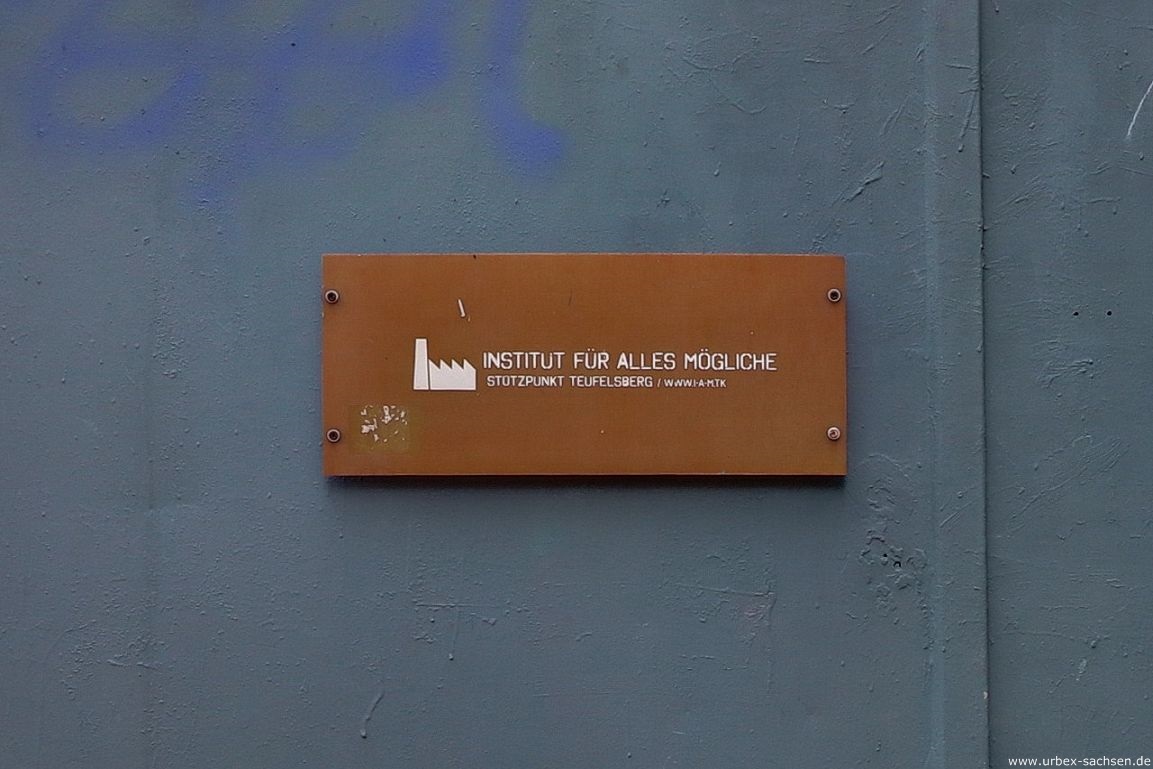 INSTITUT FÜR ALLES MÖGLICHE
STÜTZPUNKT TEUFELSBERG / WWW.I-A-M.TK
www.urbex-sachsen.de